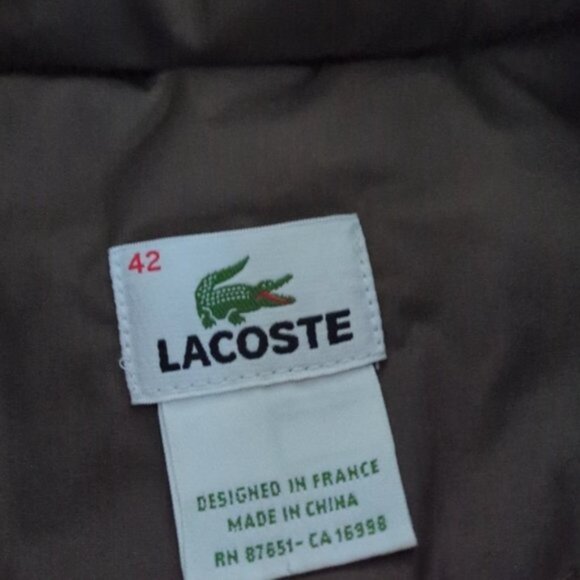 42
LACOSTE
DESIGNED IN FRANCE
MADE IN CHINA
RN 87651- CA 16998